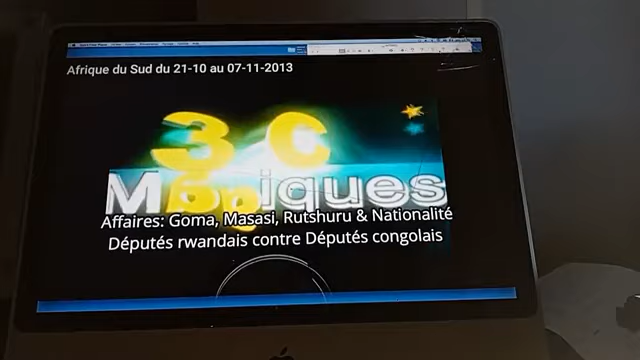 Afrique du Sud du 21-10 au 07-11-2013
3 C
iques
Affaires: Goma, Masasi, Rutshuru & Nationalité
Députés rwandais contre Députés congolais